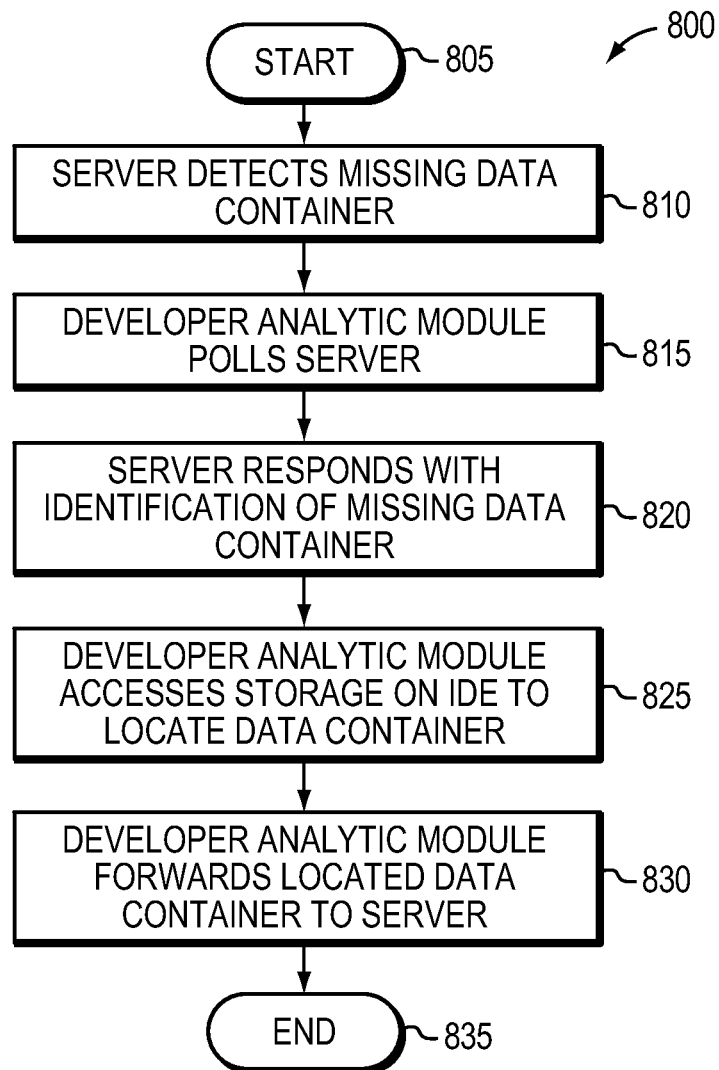 800
START
805
SERVER DETECTS MISSING DATA
CONTAINER
810
DEVELOPER ANALYTIC MODULE
POLLS SERVER
815
SERVER RESPONDS WITH
IDENTIFICATION OF MISSING DATA
CONTAINER
820
DEVELOPER ANALYTIC MODULE
ACCESSES STORAGE ON IDE TO
LOCATE DATA CONTAINER
825
DEVELOPER ANALYTIC MODULE
FORWARDS LOCATED DATA
CONTAINER TO SERVER
830
END
835